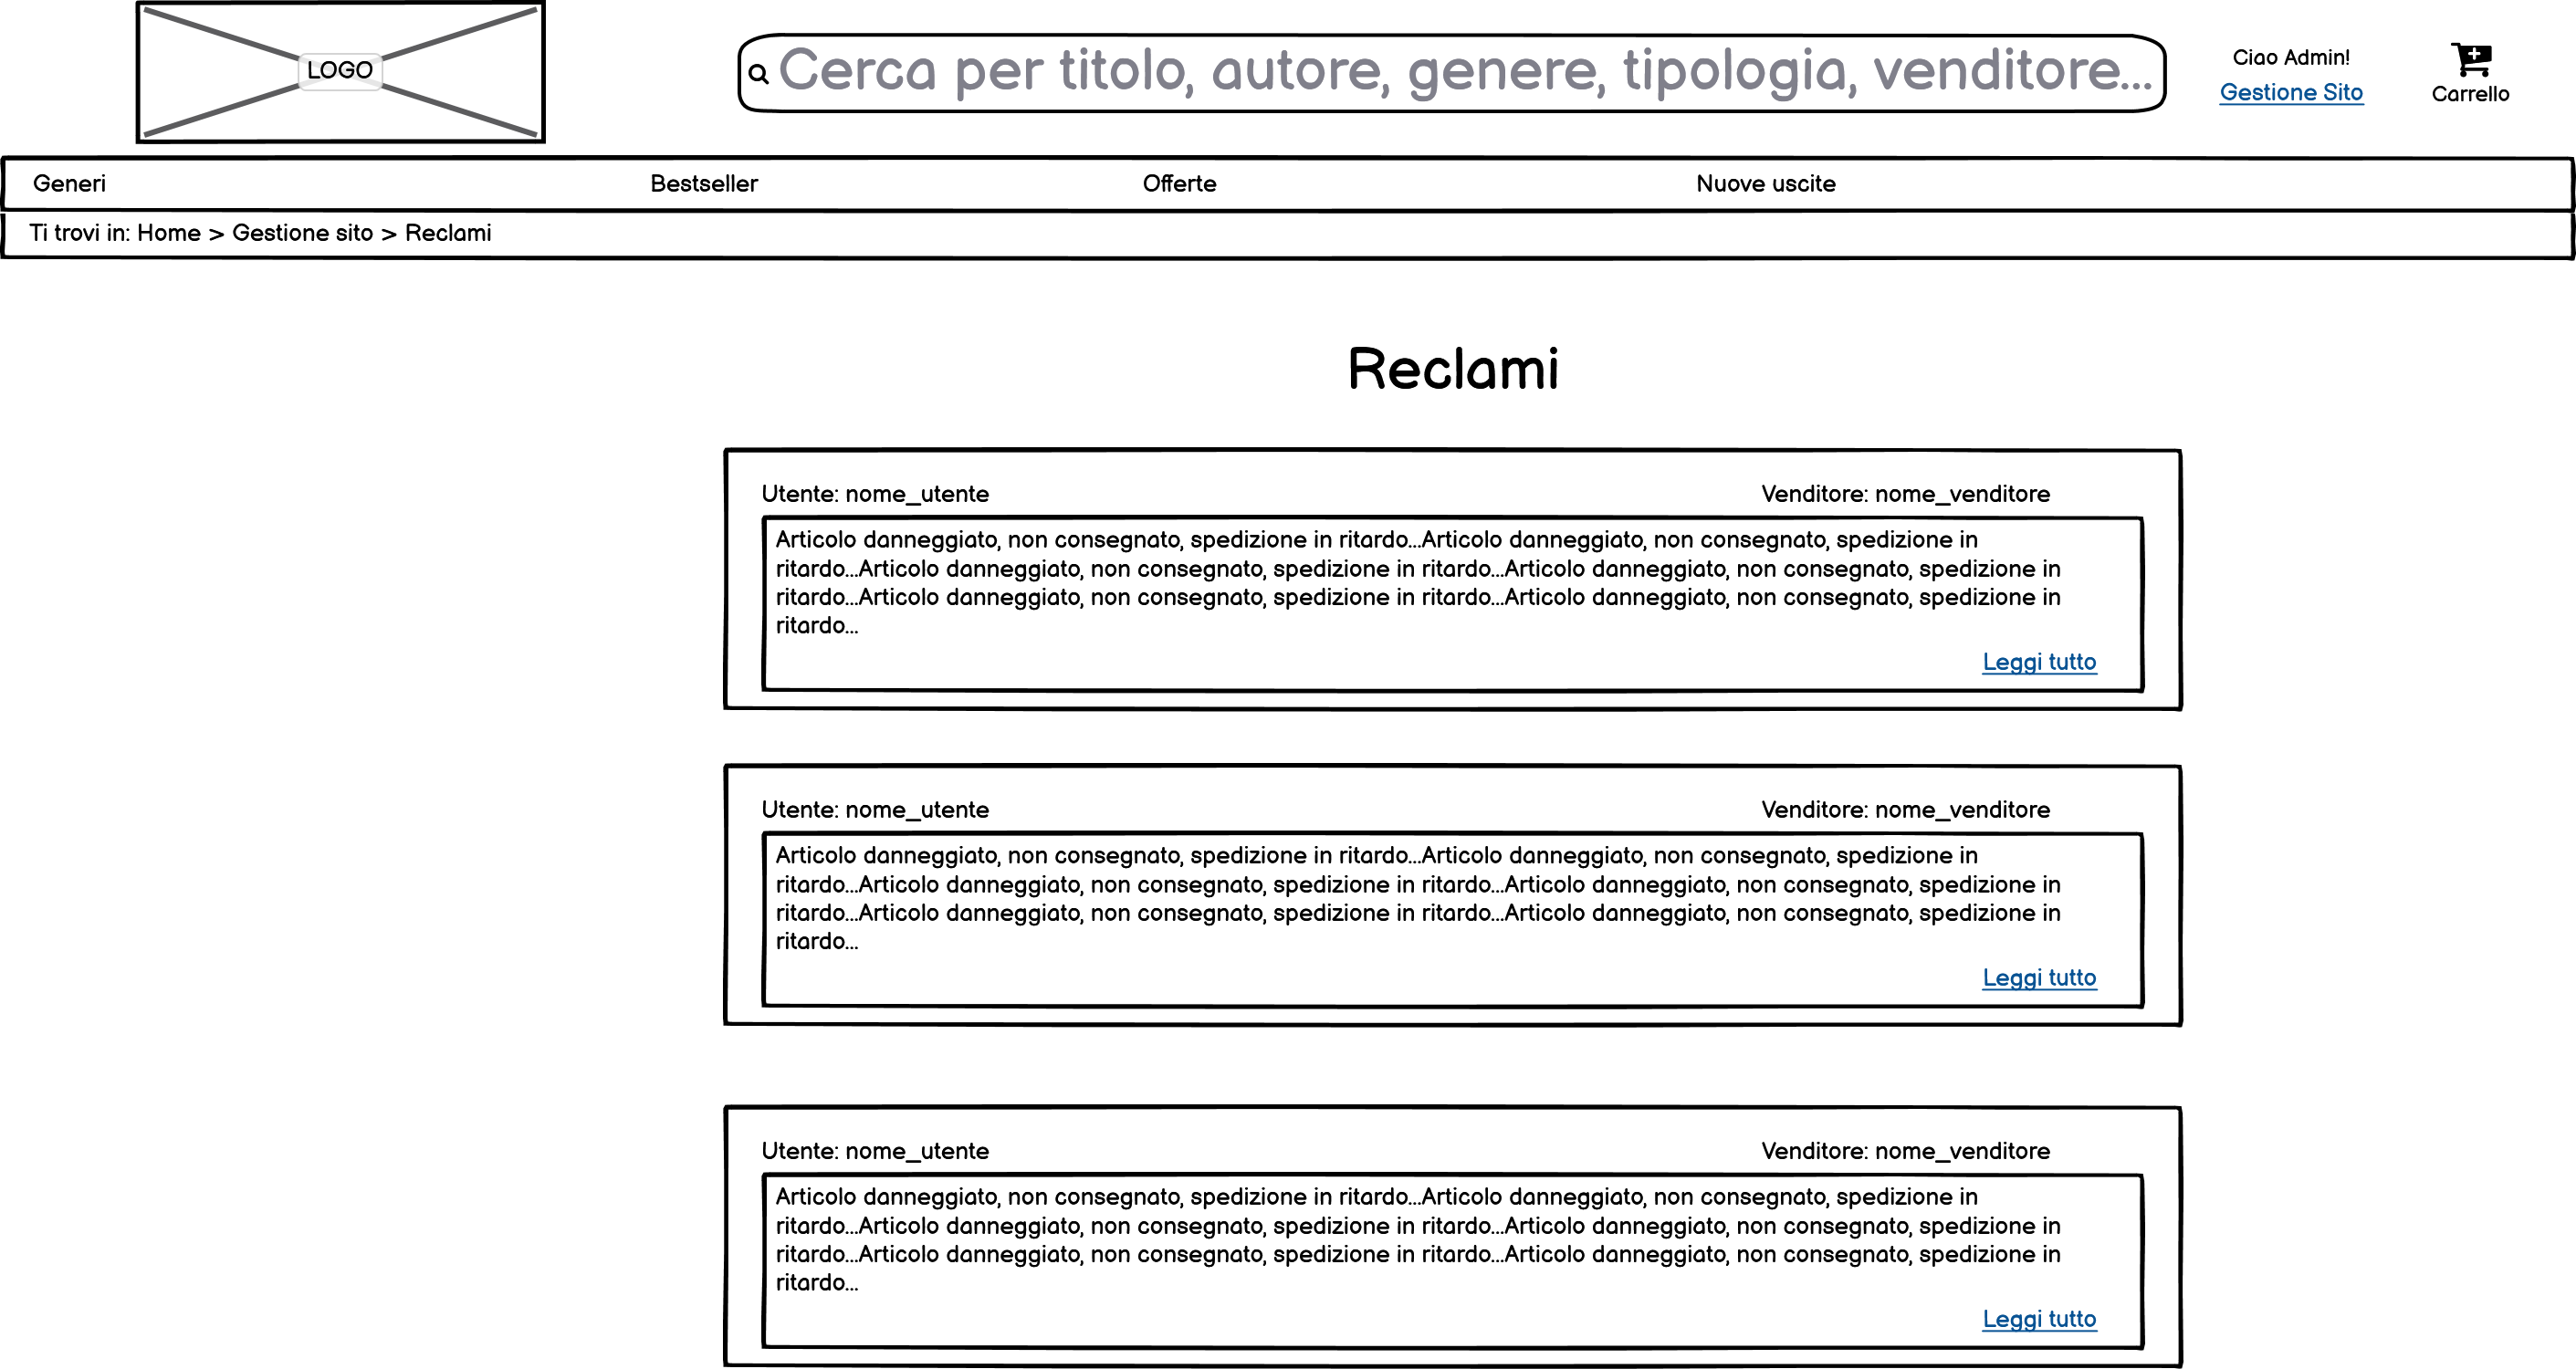 LOGO
Cerca per titolo, autore, genere, tipologia, venditore...
Ciao Admin!
Gestione Sito
Carrello
Generi
Bestseller
Offerte
Nuove uscite
Ti trovi in: Home > Gestione sito > Reclami
Reclami
Utente: nome_utente
Venditore: nome_venditore
Articolo danneggiato, non consegnato, spedizione in ritardo...Articolo danneggiato, non consegnato, spedizione in
ritardo...Articolo danneggiato, non consegnato, spedizione in ritardo...Articolo danneggiato, non consegnato, spedizione in
ritardo...Articolo danneggiato, non consegnato, spedizione in ritardo...Articolo danneggiato, non consegnato, spedizione in
ritardo...
Leggi tutto
Utente: nome_utente
Venditore: nome_venditore
Articolo danneggiato, non consegnato, spedizione in ritardo...Articolo danneggiato, non consegnato, spedizione in
ritardo...Articolo danneggiato, non consegnato, spedizione in ritardo...Articolo danneggiato, non consegnato, spedizione in
ritardo...Articolo danneggiato, non consegnato, spedizione in ritardo...Articolo danneggiato, non consegnato, spedizione in
ritardo...
Leggi tutto
Utente: nome_utente
Venditore: nome_venditore
Articolo danneggiato, non consegnato, spedizione in ritardo...Articolo danneggiato, non consegnato, spedizione in
ritardo...Articolo danneggiato, non consegnato, spedizione in ritardo...Articolo danneggiato, non consegnato, spedizione in
ritardo...Articolo danneggiato, non consegnato, spedizione in ritardo...Articolo danneggiato, non consegnato, spedizione in
ritardo...
Leggi tutto